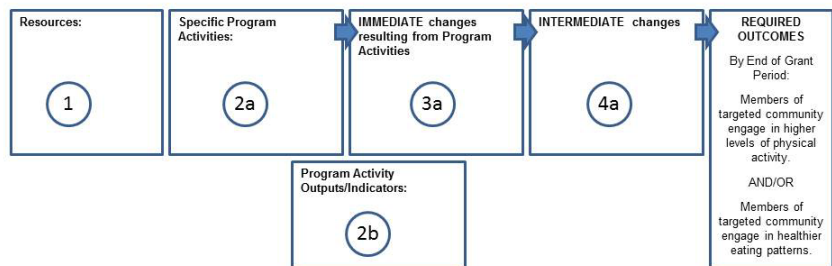 Resources:
1
Specific Program
Activities:
2a
IMMEDIATE changes
resulting from Program
Activities
3a
INTERMEDIATE changes
4a
REQUIRED
OUTCOMES
By End of Grant
Period:
Members of
targeted community
engage in higher
levels of physical
activity.
AND/OR
Members of
targeted community
engage in healthier
eating patterns.
Program Activity
Outputs/Indicators:
2b